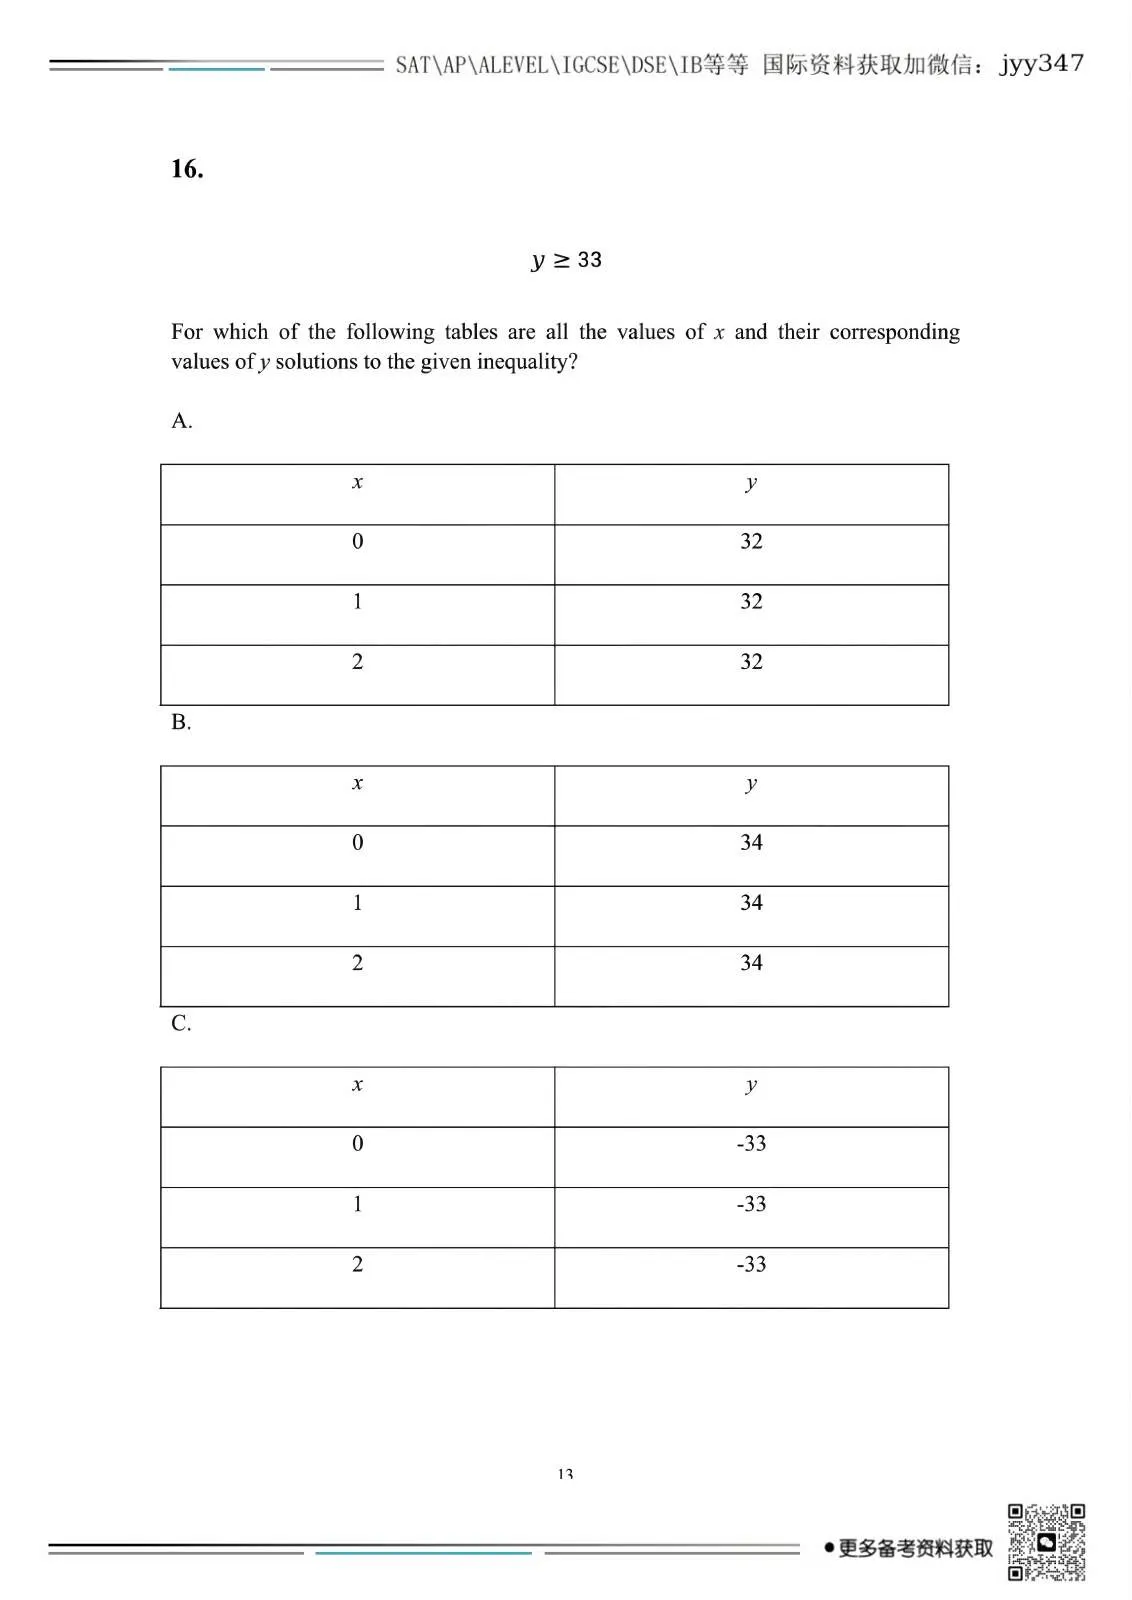 SAT\AP\ALEVEL\IGCSE\DSE\IB等等 国际资料获取加微信：jyy347
16.
y ≥ 33
For which of the following tables are all the values of x and their corresponding
values of y solutions to the given inequality?
A.
x y
0 32
1 32
2 32
B.
x y
0 34
1 34
2 34
C.
x y
0 -33
1 -33
2 -33
13
●更多备考资料获取